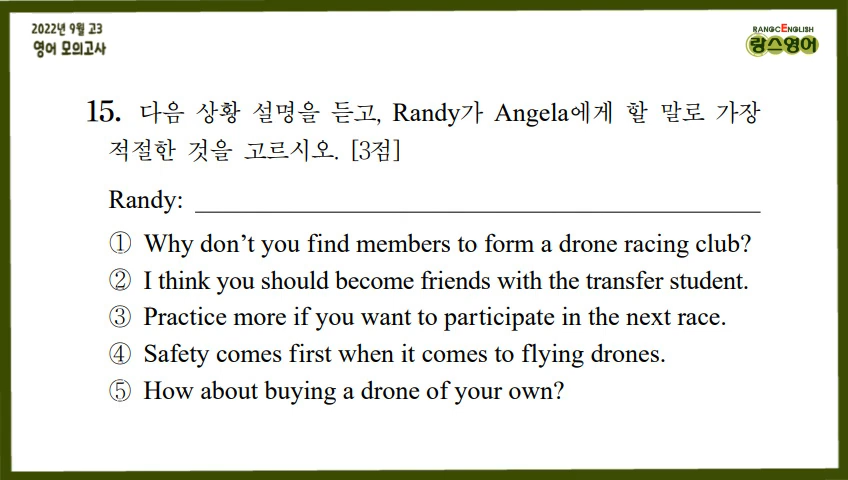 2022년 9월 고3
영어 모의고사
RANGCENGLISH
랑스영어
15. 다음 상황 설명을 듣고, Randy가 Angela에게 할 말로 가장
적절한 것을 고르시오. [3점]
Randy:
① Why don’t you find members to form a drone racing club?
② I think you should become friends with the transfer student.
③ Practice more if you want to participate in the next race.
④ Safety comes first when it comes to flying drones.
⑤ How about buying a drone of your own?